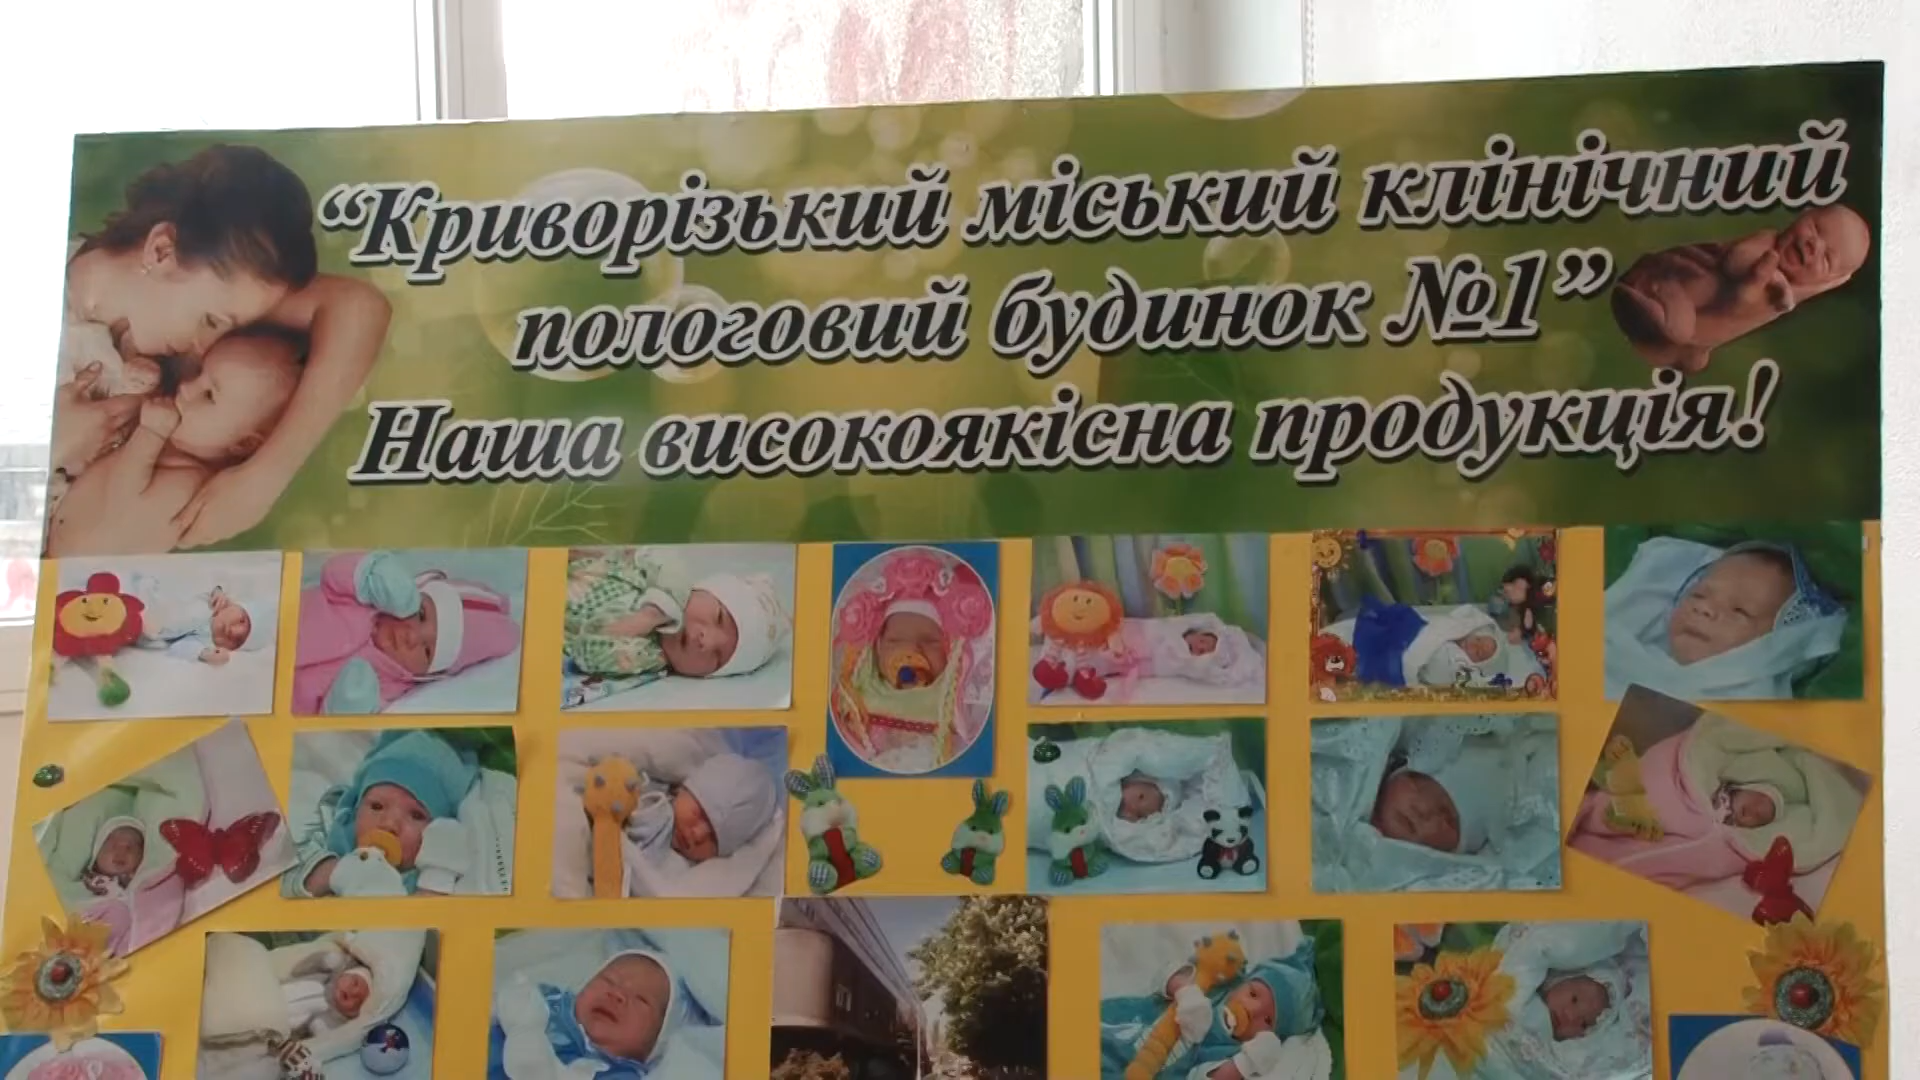 “Криворізький міський клінічний
пологовий будинок №1”
Наша високоякісна продукція!